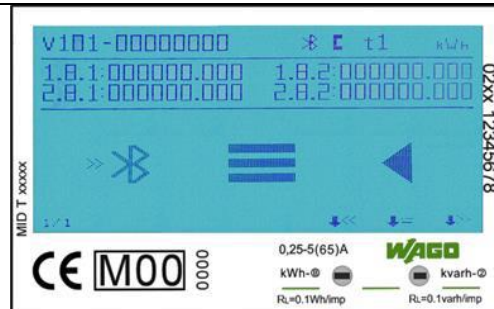 V101-00000000 t1 kWh
1.8.1:000000.000 1.8.2:000000.000
2.8.1:000000.000 2.8.2:000000.000
>>
1/1 << = >>
MID T xxxxx
02xx 12345678
CE M00 0000
0,25-5(65)A WAGO
kWh-① kvarh-②
RL=0.1Wh/imp RL=0.1varh/imp